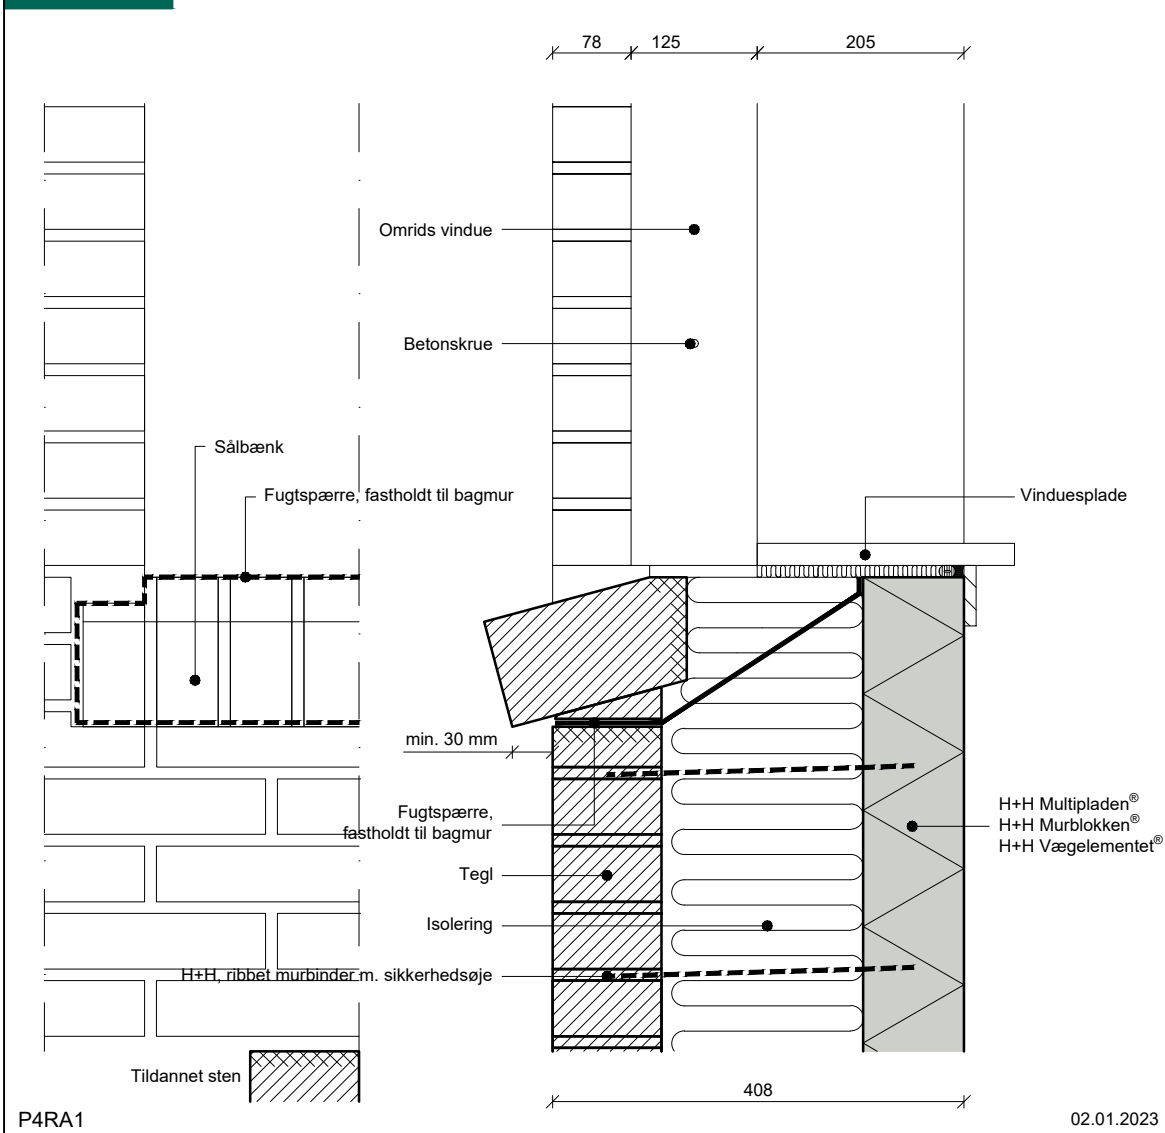 78
125
205
Omrids vindue
Betonskrue
Sålbænk
Fugtspærre, fastholdt til bagmur
Vinduesplade
min. 30 mm
Fugtspærre,
fastholdt til bagmur
H+H Multipladen®
H+H Murblokken®
H+H Vægelementet®
Tegl
Isolering
H+H, ribbet murbinder m. sikkerhedsøje
Tildannet sten
408
P4RA1
02.01.2023